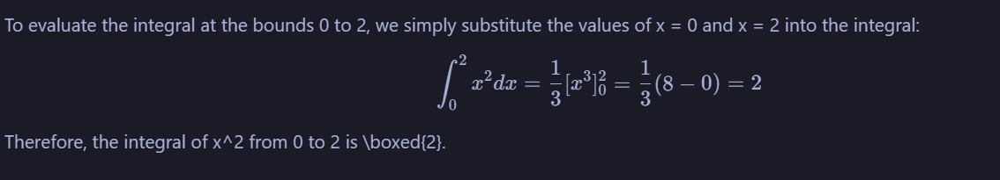 To evaluate the integral at the bounds 0 to 2, we simply substitute the values of x = 0 and x = 2 into the integral:
$$\int_0^2 x^2 dx = \frac{1}{3}[x^3]_0^2 = \frac{1}{3}(8 - 0) = 2$$
Therefore, the integral of x^2 from 0 to 2 is \boxed{2}.